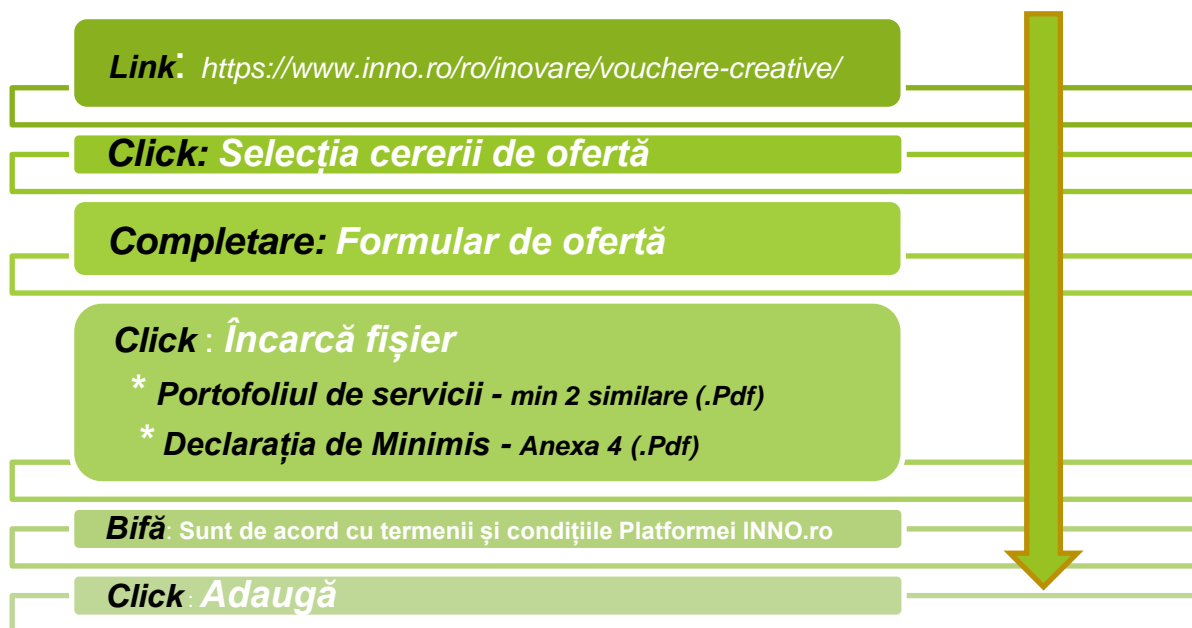 Link: https://www.inno.ro/ro/inovare/vouchere-creative/
Click: Selecția cererii de ofertă
Completare: Formular de ofertă
Click : Încarcă fișier
* Portofoliul de servicii - min 2 similare (.Pdf)
* Declarația de Minimis - Anexa 4 (.Pdf)
Bifă: Sunt de acord cu termenii și condițiile Platformei INNO.ro
Click : Adaugă